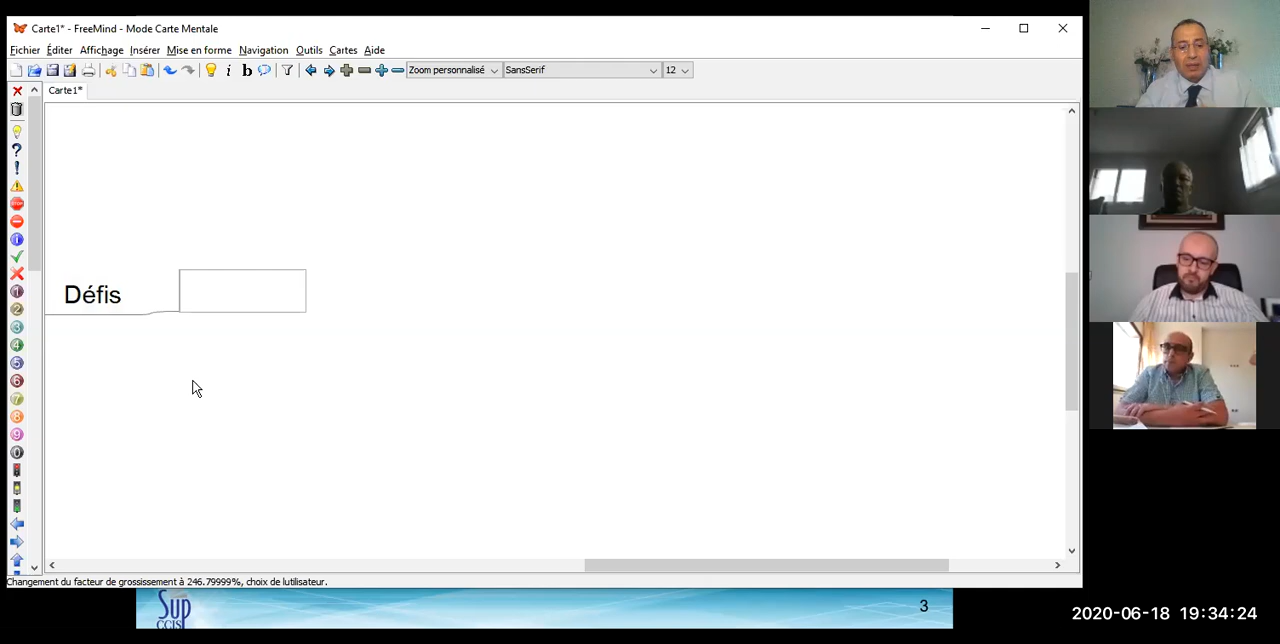 Carte1* - FreeMind - Mode Carte Mentale
Fichier Éditer Affichage Insérer Mise en forme Navigation Outils Cartes Aide
Zoom personnalisé SansSerif 12
Carte1*
Défis
Changement du facteur de grossissement à 246.79999%, choix de lutilisateur.
Sup
CCIS
3
2020-06-18 19:34:24